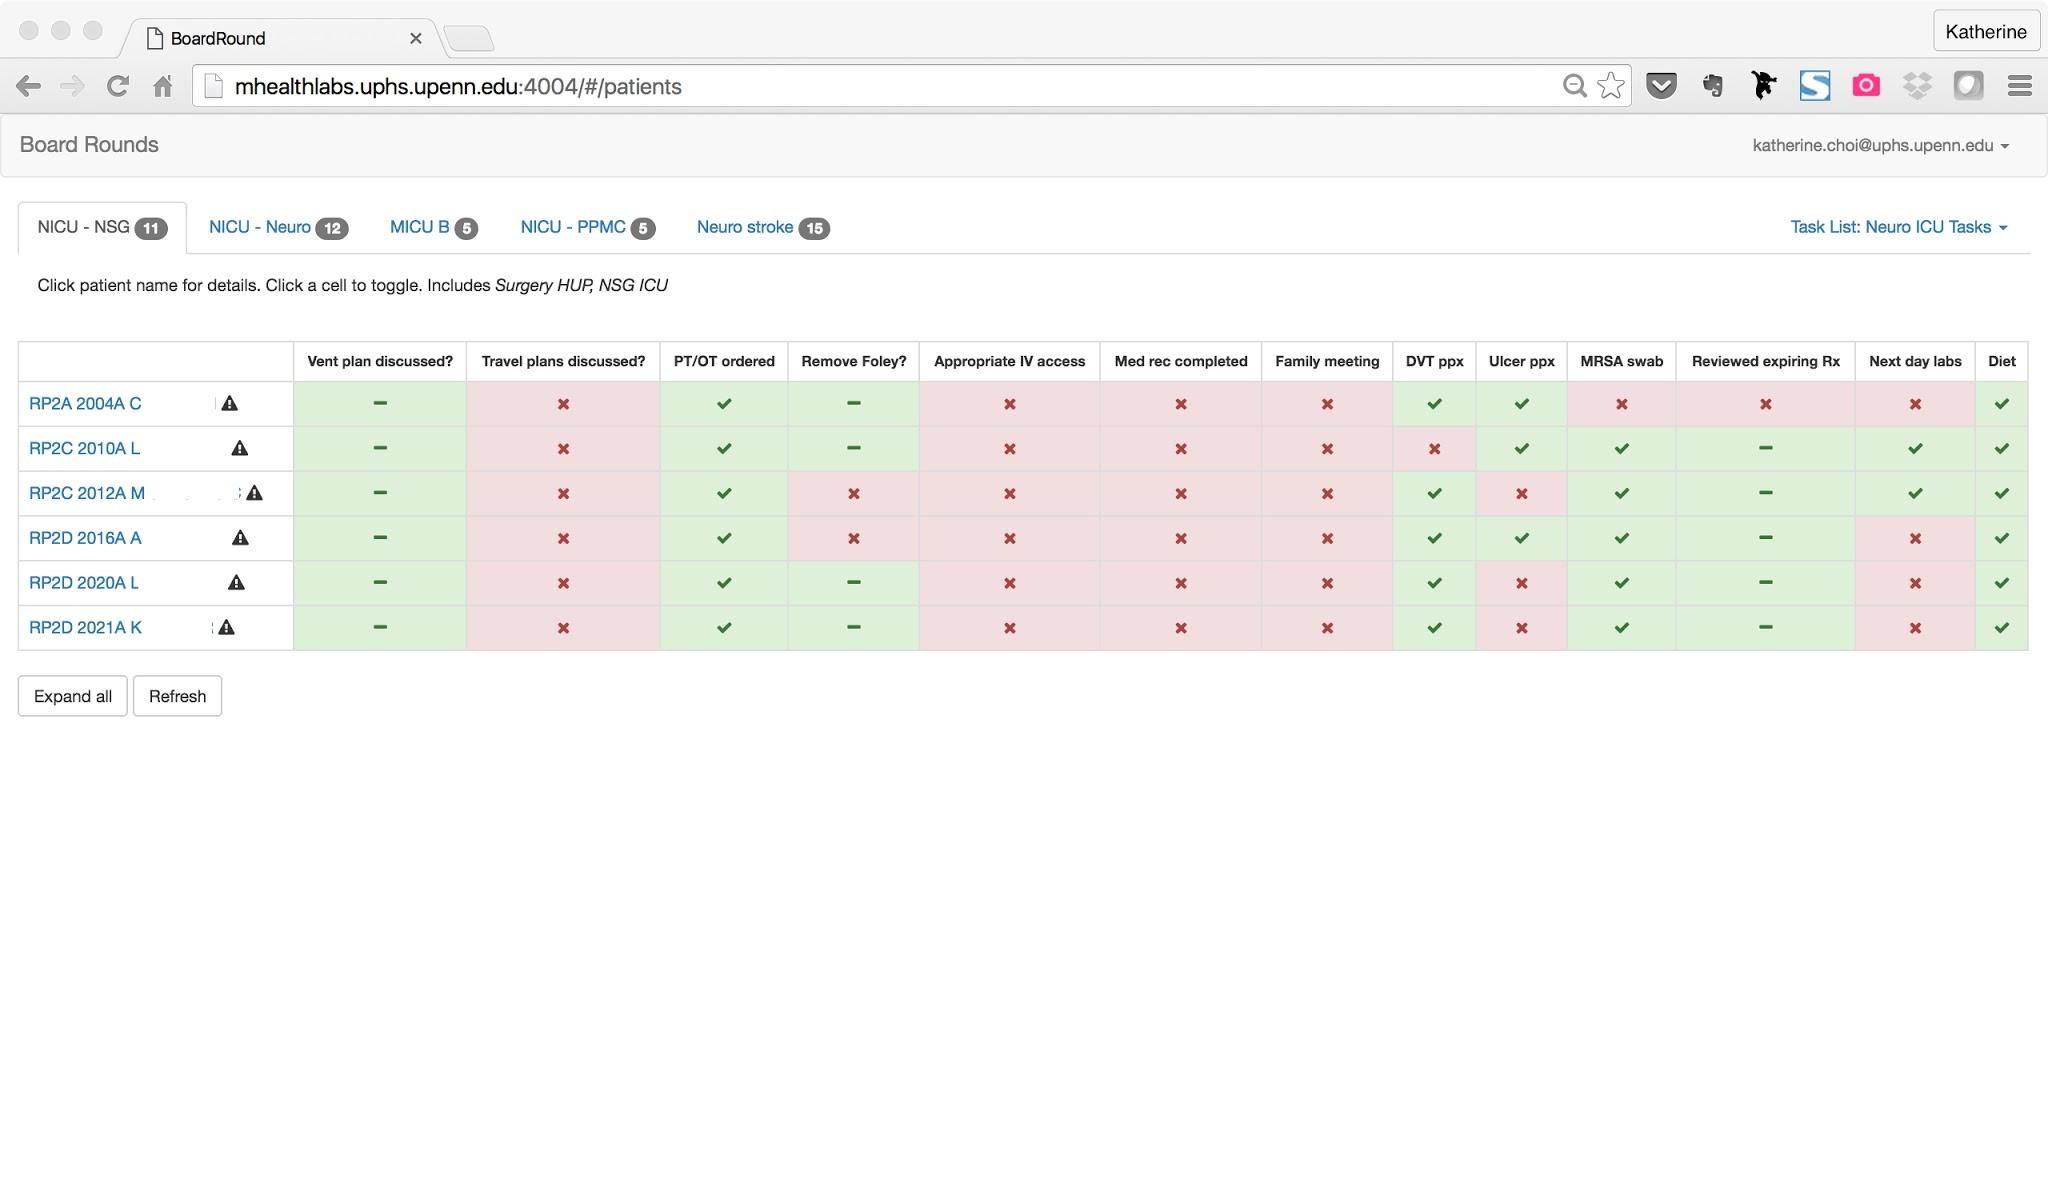 BoardRound
Katherine
mhealthlabs.uphs.upenn.edu:4004/#/patients
Board Rounds
katherine.choi@uphs.upenn.edu
NICU - NSG 11 NICU - Neuro 12 MICU B 5 NICU - PPMC 5 Neuro stroke 15 Task List: Neuro ICU Tasks
Click patient name for details. Click a cell to toggle. Includes Surgery HUP, NSG ICU
Vent plan discussed? Travel plans discussed? PT/OT ordered Remove Foley? Appropriate IV access Med rec completed Family meeting DVT ppx Ulcer ppx MRSA swab Reviewed expiring Rx Next day labs Diet
RP2A 2004A C
RP2C 2010A L
RP2C 2012A M
RP2D 2016A A
RP2D 2020A L
RP2D 2021A K
Expand all Refresh